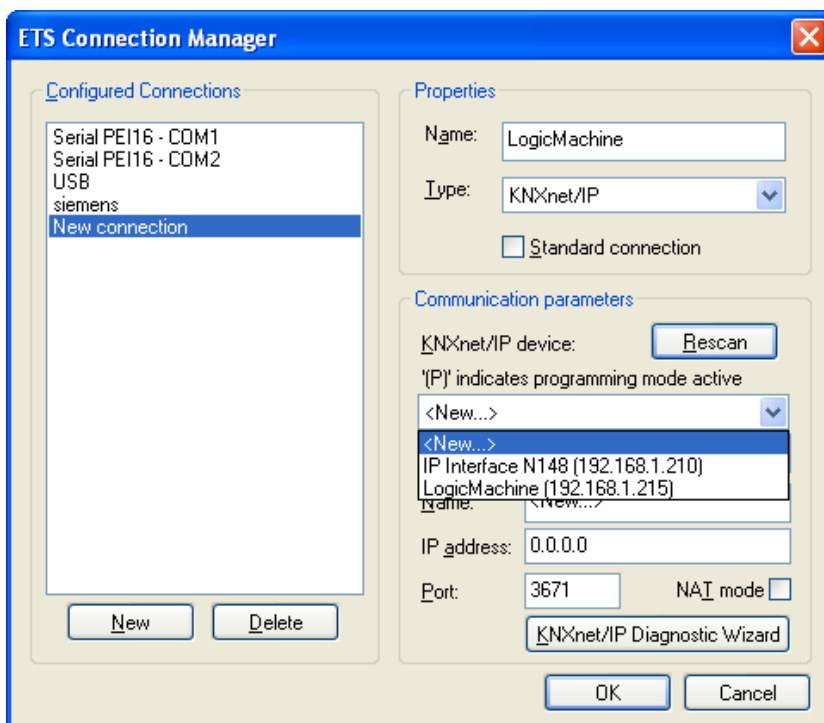 ETS Connection Manager
Configured Connections
Serial PEI16 - COM1
Serial PEI16 - COM2
USB
siemens
New connection
New
Delete
Properties
Name:
LogicMachine
Type:
KNXnet/IP
Standard connection
Communication parameters
KNXnet/IP device:
Rescan
'(P)' indicates programming mode active
<New...>
<New...>
IP Interface N148 (192.168.1.210)
LogicMachine (192.168.1.215)
Name:
<New...>
IP address:
0.0.0.0
Port:
3671
NAT mode
KNXnet/IP Diagnostic Wizard
OK
Cancel